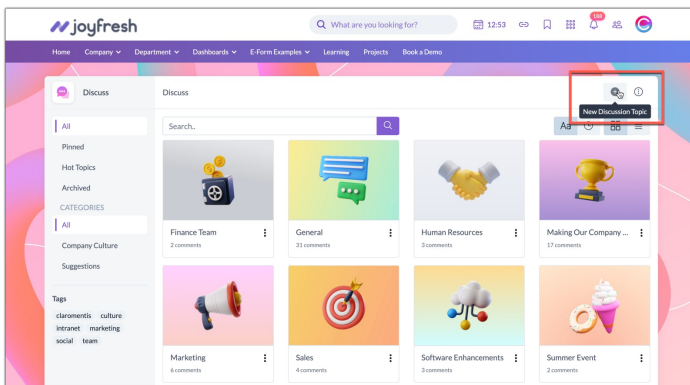 joyfresh
What are you looking for?
12:53
188
Home Company Department Dashboards E-Form Examples Learning Projects Book a Demo
Discuss
Discuss
New Discussion Topic
All
Pinned
Hot Topics
Archived
CATEGORIES
All
Company Culture
Suggestions
Tags
claromentis culture
intranet marketing
social team
Search..
Aa
Finance Team
2 comments
General
31 comments
Human Resources
3 comments
Making Our Company ...
17 comments
Marketing
6 comments
Sales
4 comments
Software Enhancements
3 comments
Summer Event
2 comments